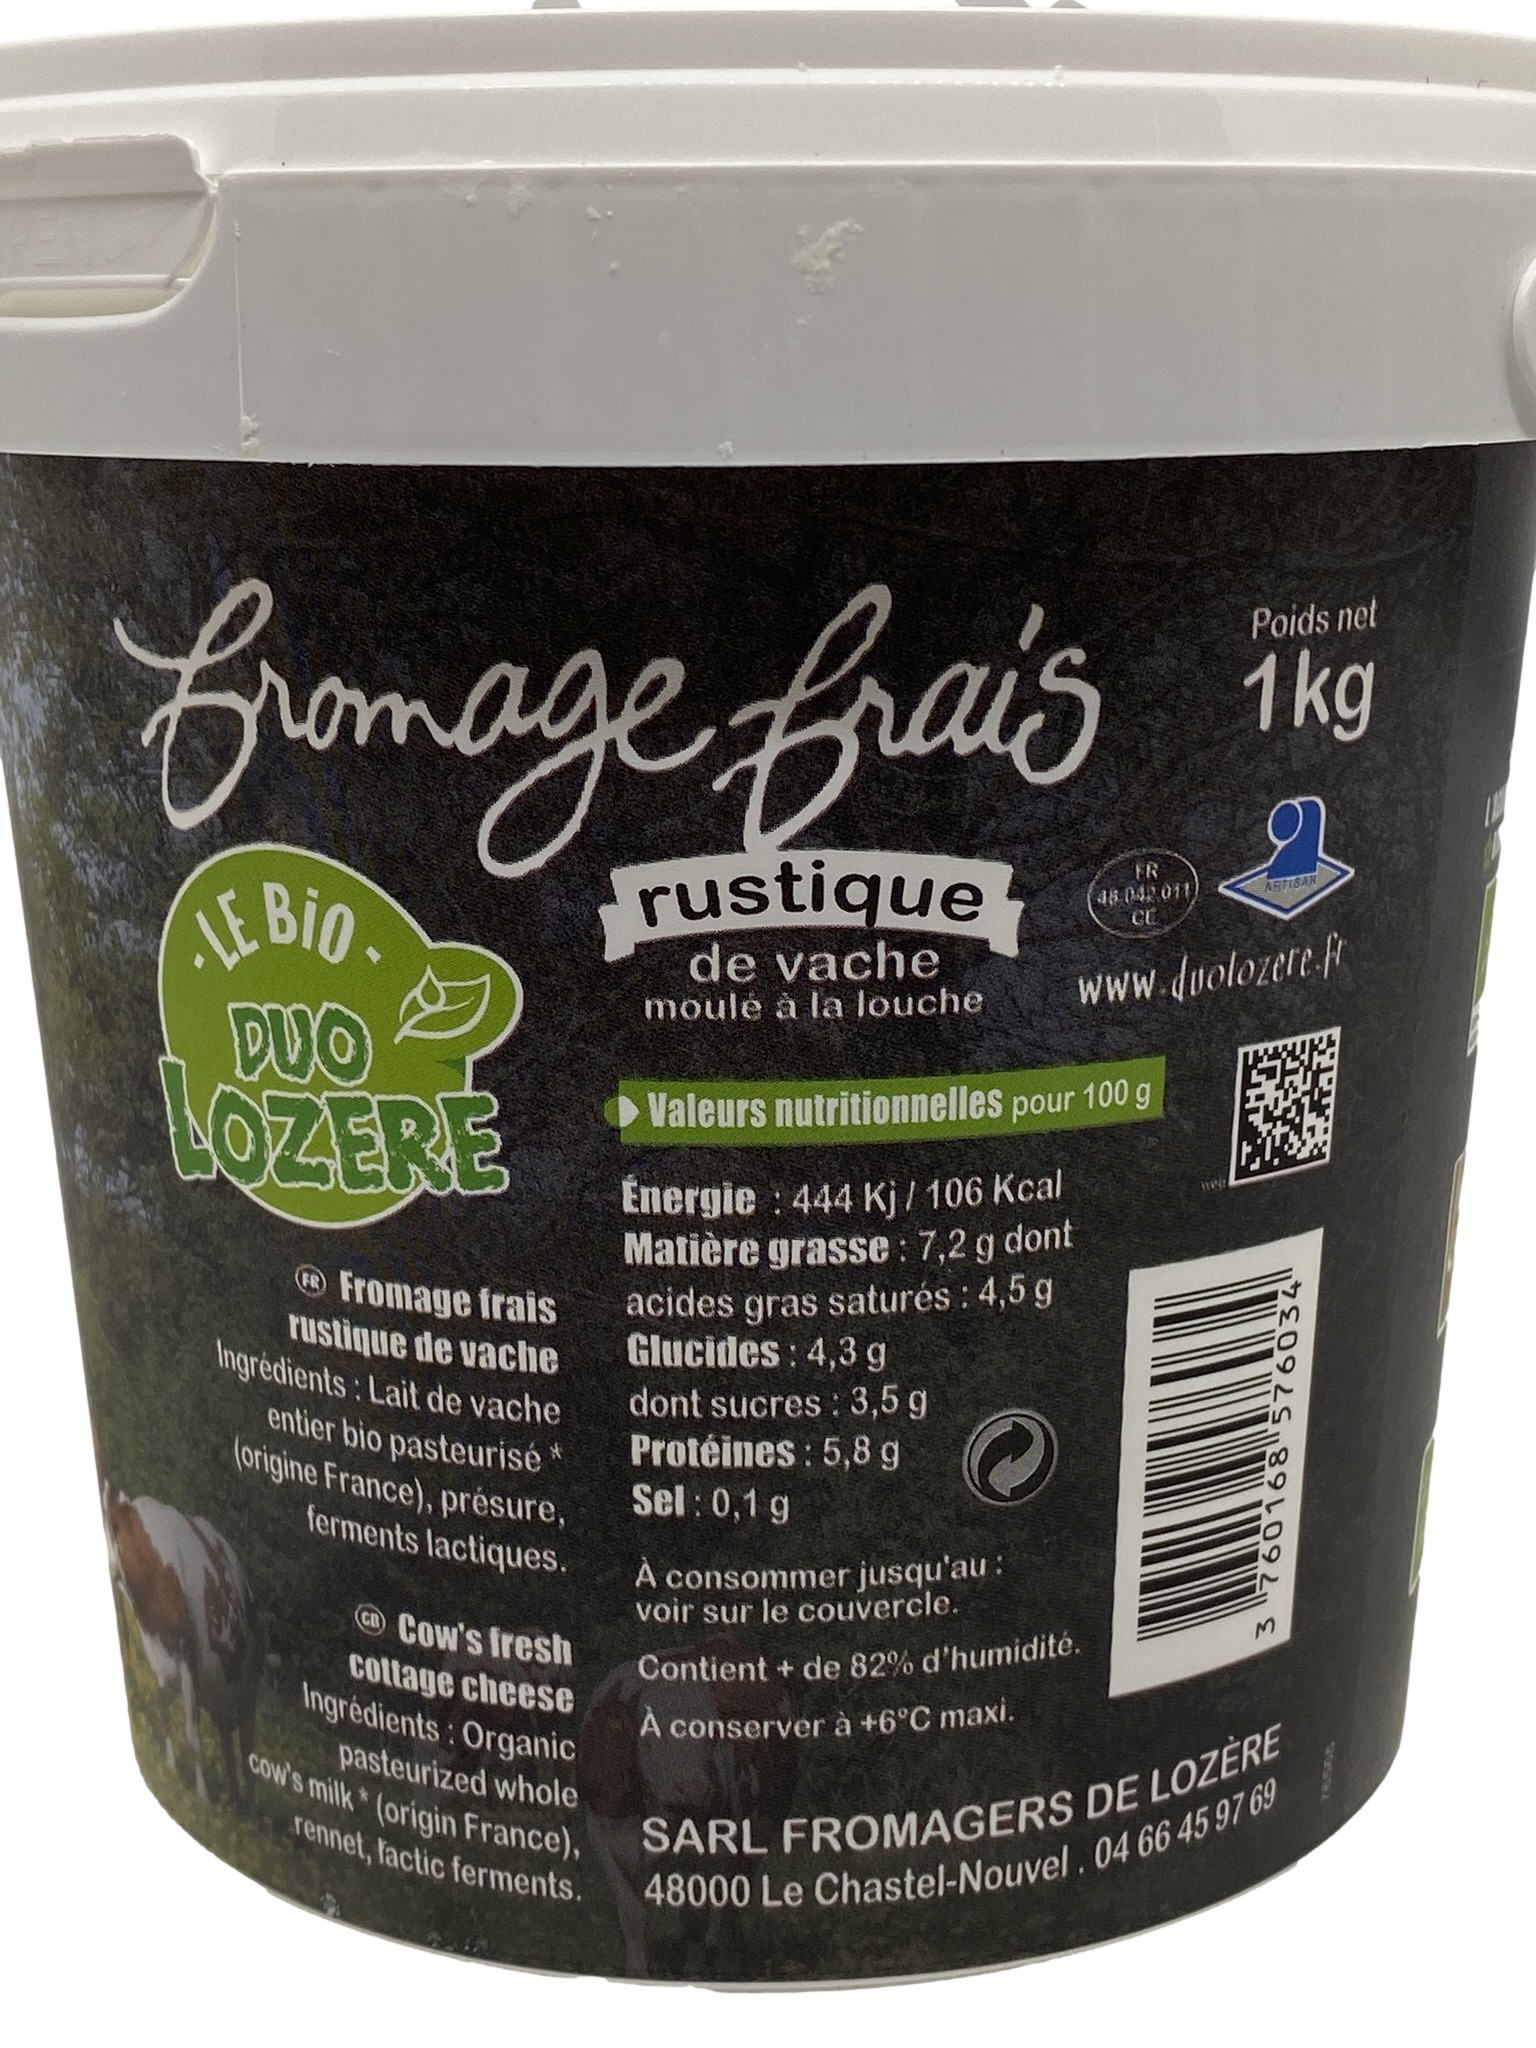 fromage frais
Poids net
1kg
LE BiO
DUO
LOZERE
rustique
de vache
moulé à la louche
FR
48.042.011
CE
ARTISAN
www.duolozere.fr
Valeurs nutritionnelles pour 100 g
Énergie : 444 Kj / 106 Kcal
Matière grasse : 7,2 g dont
acides gras saturés : 4,5 g
Glucides : 4,3 g
dont sucres : 3,5 g
Protéines : 5,8 g
Sel : 0,1 g
FR Fromage frais
rustique de vache
Ingrédients : Lait de vache
entier bio pasteurisé *
(origine France), présure,
ferments lactiques.
GB Cow's fresh
cottage cheese
Ingrédients : Organic
pasteurized whole
cow's milk * (origin France),
rennet, lactic ferments.
À consommer jusqu'au :
voir sur le couvercle.
Contient + de 82% d'humidité.
À conserver à +6°C maxi.
3 760168 576034
SARL FROMAGERS DE LOZÈRE
48000 Le Chastel-Nouvel . 04 66 45 97 69